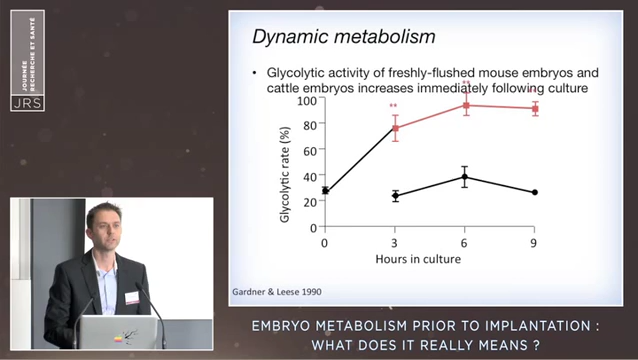 JOURNÉE
RECHERCHE ET SANTÉ
JRS
Dynamic metabolism
• Glycolytic activity of freshly-flushed mouse embryos and
cattle embryos increases immediately following culture
100
80
60
40
20
0
Glycolytic rate (%)
**
**
**
0 3 6 9
Hours in culture
Gardner & Leese 1990
EMBRYO METABOLISM PRIOR TO IMPLANTATION :
WHAT DOES IT REALLY MEANS ?